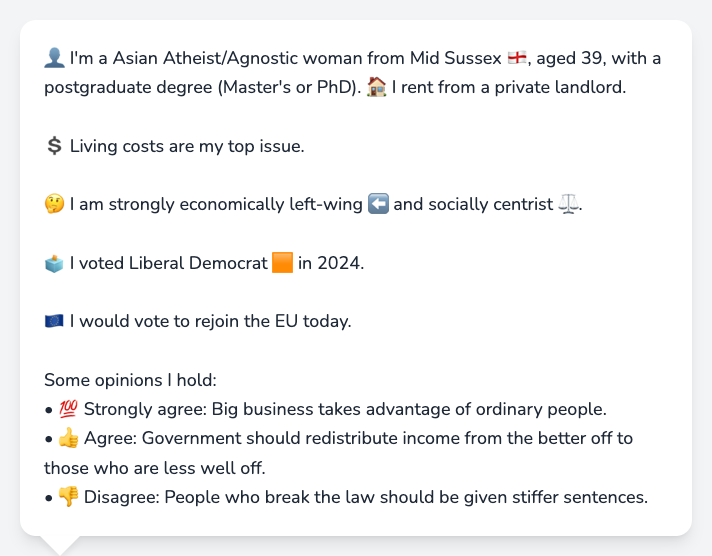 👤 I'm a Asian Atheist/Agnostic woman from Mid Sussex 🏴󠁧󠁢󠁥󠁮󠁧󠁿, aged 39, with a
postgraduate degree (Master's or PhD). 🏠 I rent from a private landlord.
💲 Living costs are my top issue.
🤔 I am strongly economically left-wing ⬅️ and socially centrist ⚖️.
🗳️ I voted Liberal Democrat 🟧 in 2024.
🇪🇺 I would vote to rejoin the EU today.
Some opinions I hold:
• 💯 Strongly agree: Big business takes advantage of ordinary people.
• 👍 Agree: Government should redistribute income from the better off to
those who are less well off.
• 👎 Disagree: People who break the law should be given stiffer sentences.